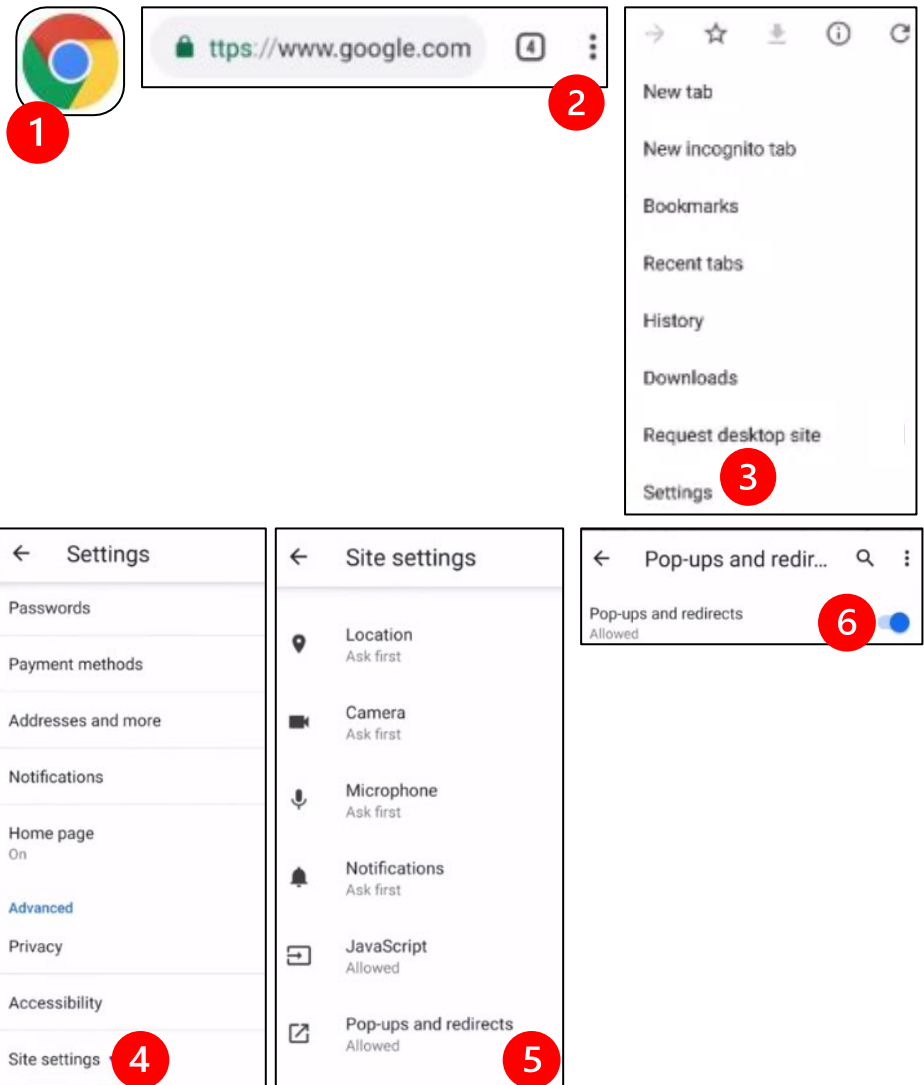 1
ttps://www.google.com
4
2
New tab
New incognito tab
Bookmarks
Recent tabs
History
Downloads
Request desktop site
Settings
3
Settings
Passwords
Payment methods
Addresses and more
Notifications
Home page
On
Advanced
Privacy
Accessibility
Site settings
4
Site settings
Location
Ask first
Camera
Ask first
Microphone
Ask first
Notifications
Ask first
JavaScript
Allowed
Pop-ups and redirects
Allowed
5
Pop-ups and redir...
Pop-ups and redirects
Allowed
6